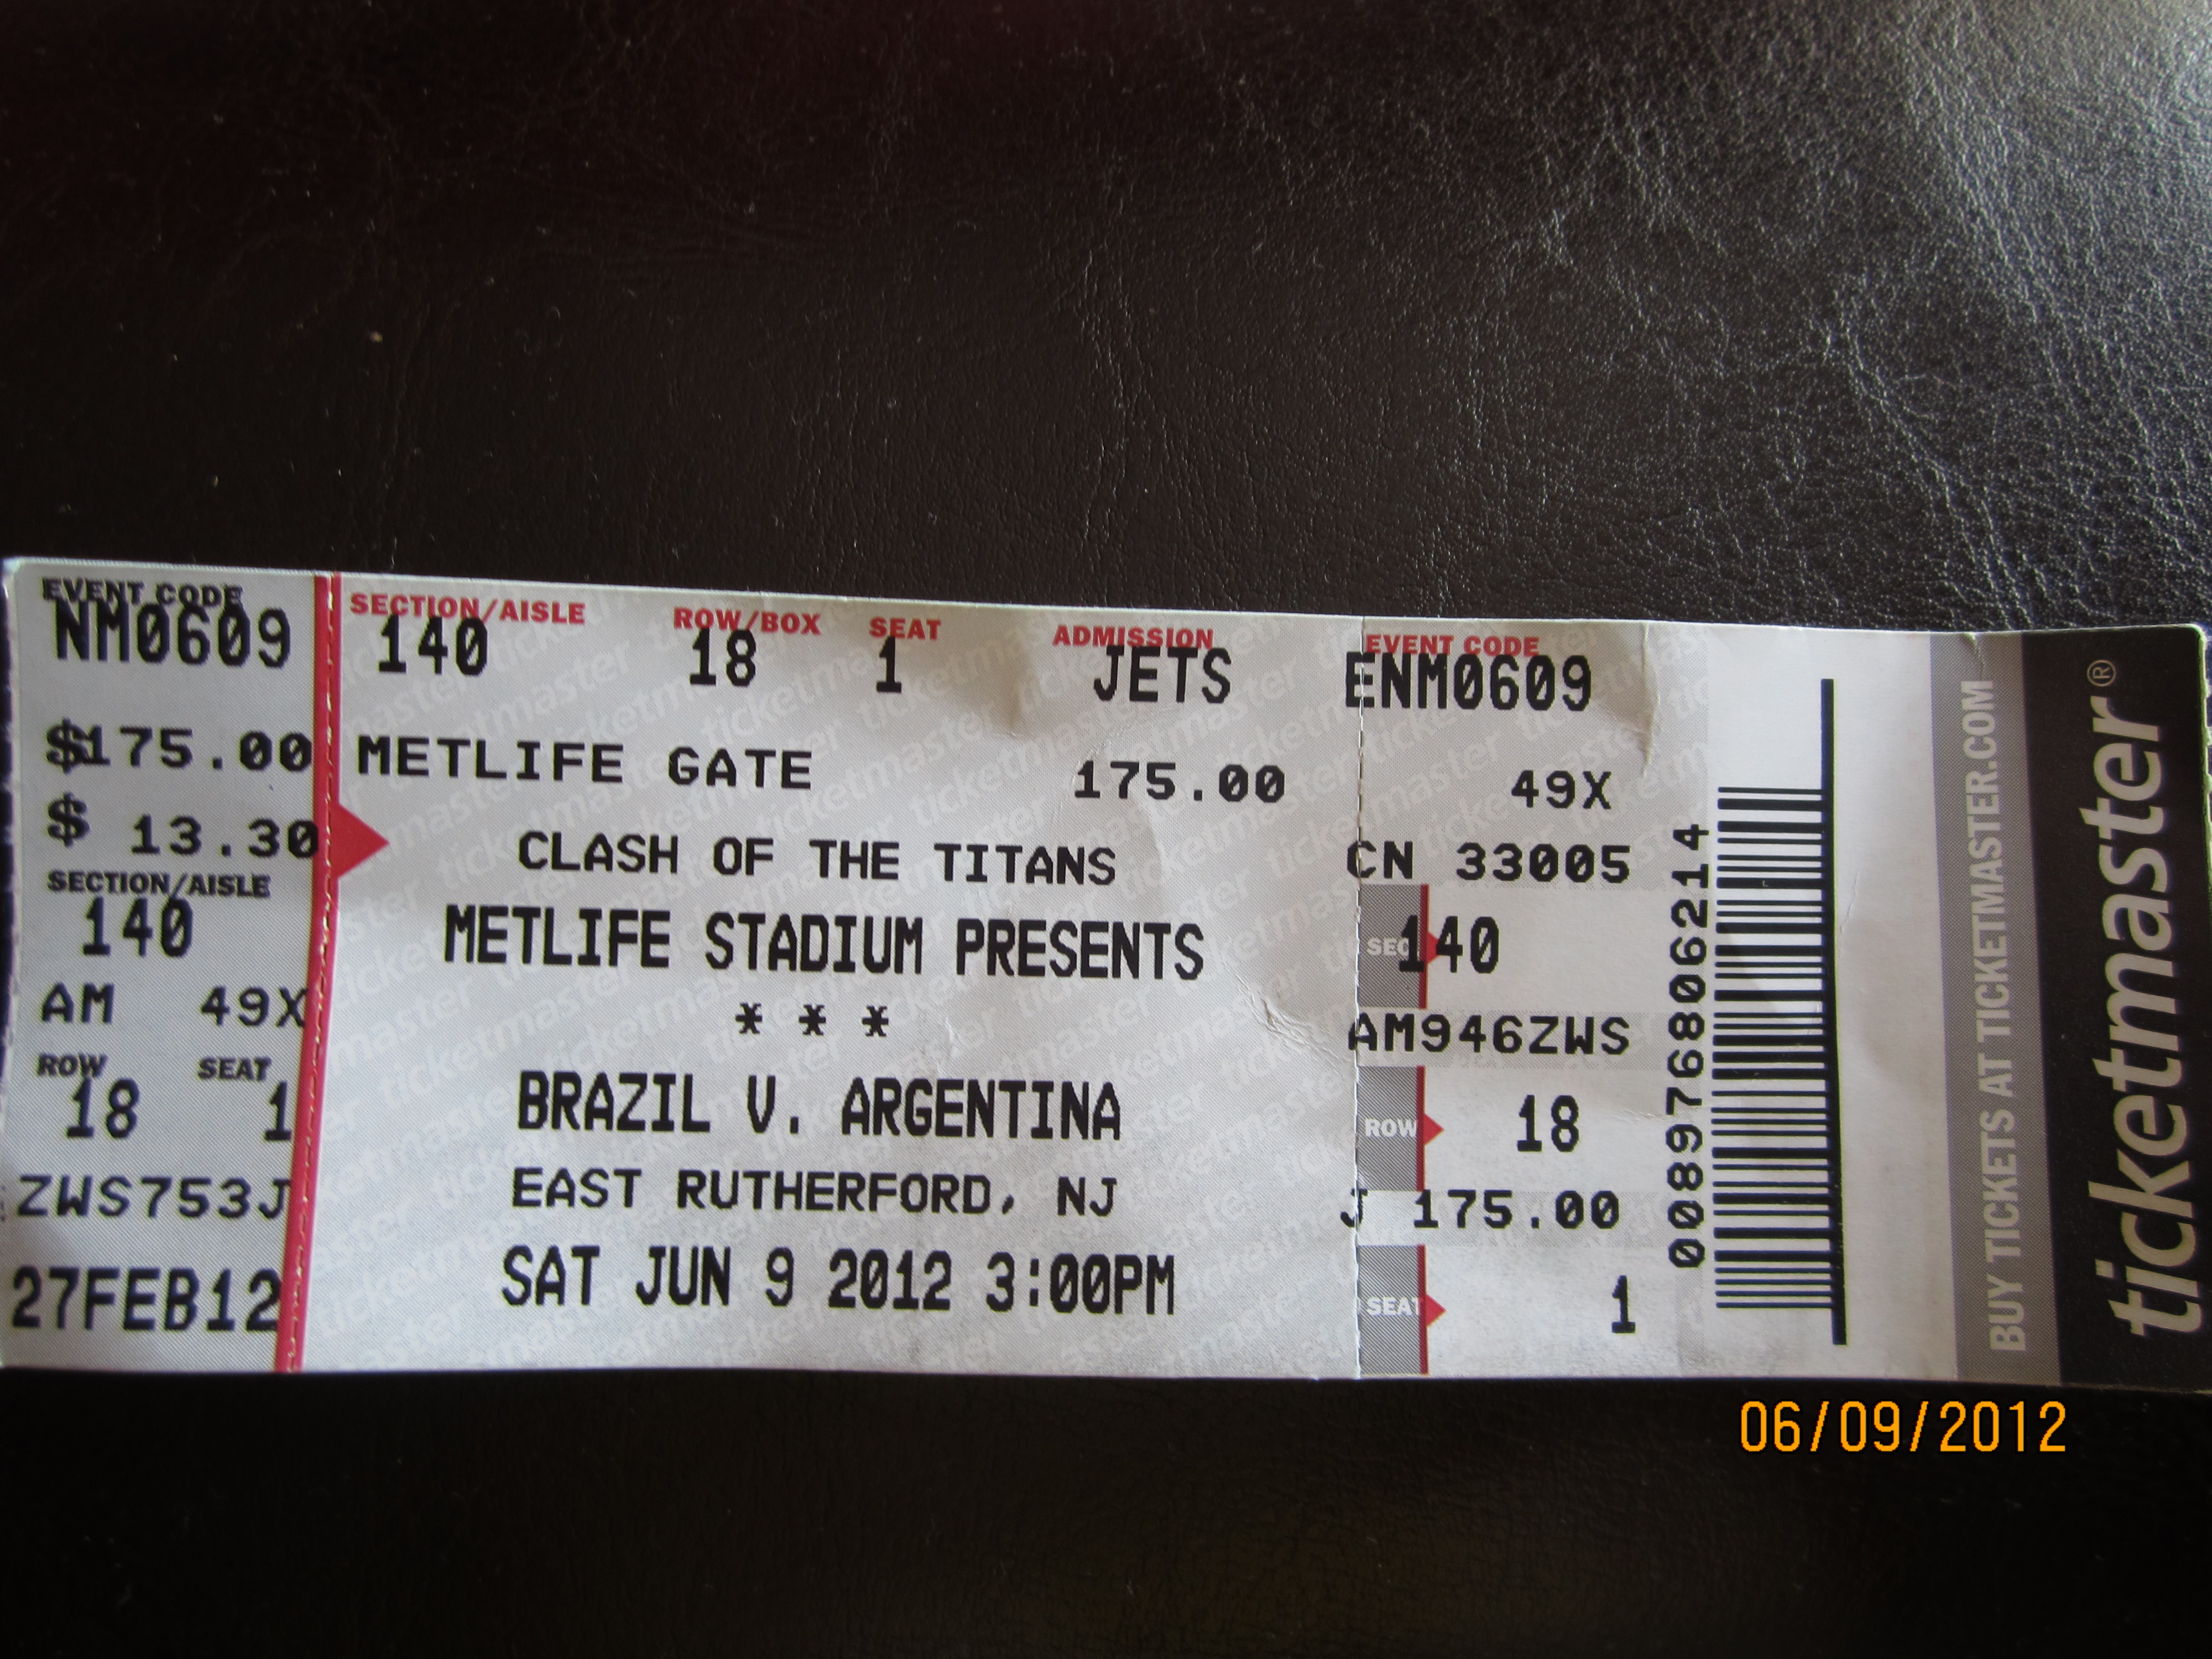 EVENT CODE
NM0609
$175.00
$ 13.30
SECTION/AISLE
140
AM 49X
ROW SEAT
18 1
ZWS753J
27FEB12
SECTION/AISLE ROW/BOX SEAT ADMISSION
140 18 1 JETS
METLIFE GATE 175.00
CLASH OF THE TITANS
METLIFE STADIUM PRESENTS
* * *
BRAZIL V. ARGENTINA
EAST RUTHERFORD, NJ
SAT JUN 9 2012 3:00PM
EVENT CODE
ENM0609
49X
CN 33005
SEC 140
AM946ZWS
ROW 18
J 175.00
SEAT 1
008976806214
BUY TICKETS AT TICKETMASTER.COM
ticketmaster®
06/09/2012